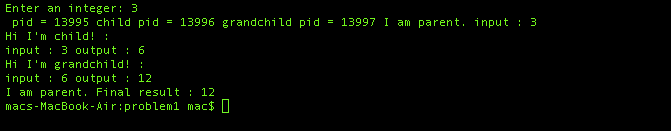 Enter an integer: 3
 pid = 13995 child pid = 13996 grandchild pid = 13997 I am parent. input : 3
Hi I'm child! :
input : 3 output : 6
Hi I'm grandchild! :
input : 6 output : 12
I am parent. Final result : 12
macs-MacBook-Air:problem1 mac$